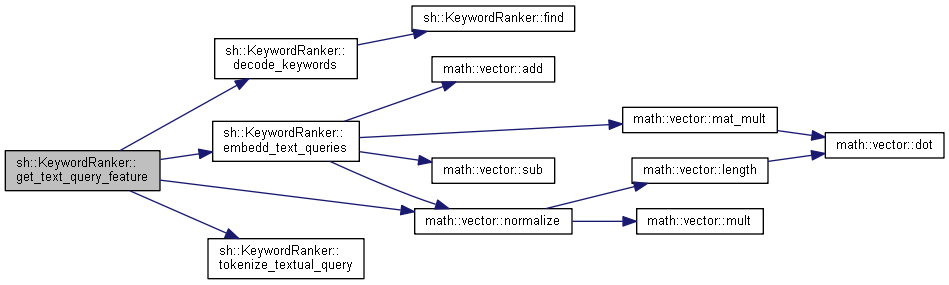 sh::KeywordRanker::
get_text_query_feature
sh::KeywordRanker::
decode_keywords
sh::KeywordRanker::find
sh::KeywordRanker::
embedd_text_queries
math::vector::add
math::vector::mat_mult
math::vector::sub
math::vector::normalize
math::vector::length
math::vector::mult
math::vector::dot
sh::KeywordRanker::
tokenize_textual_query